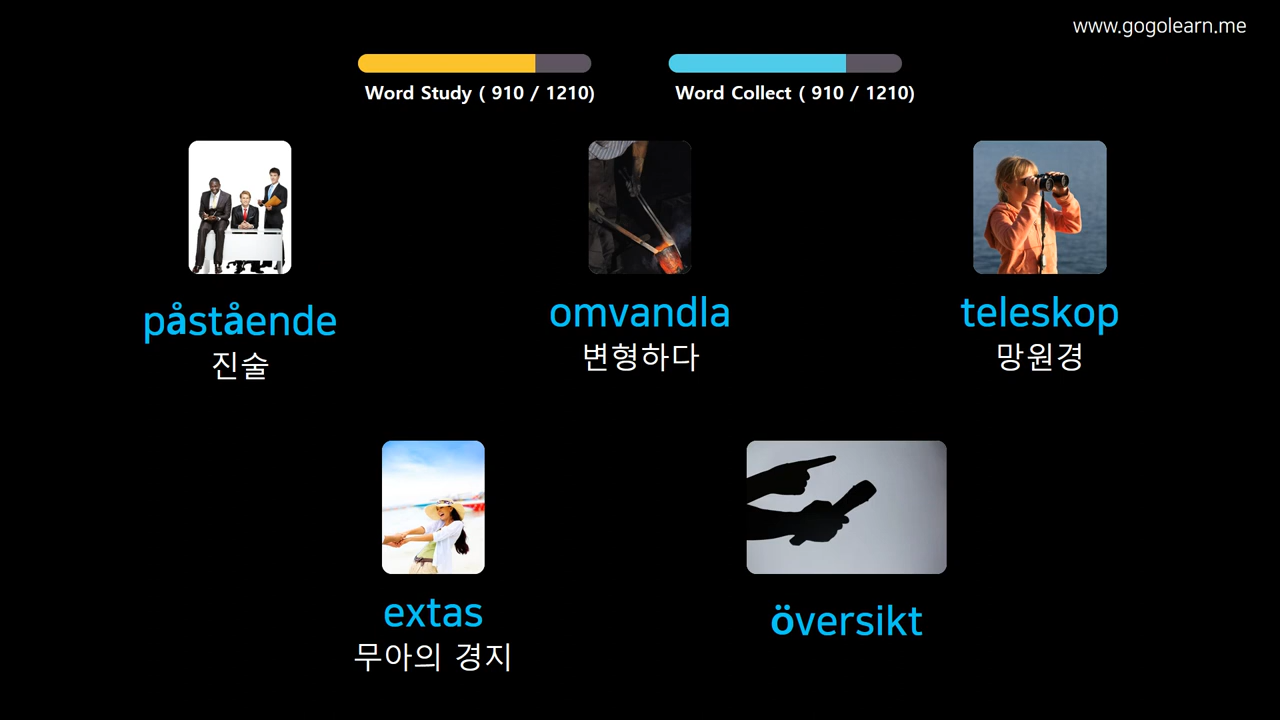 www.gogolearn.me
Word Study ( 910 / 1210)
Word Collect ( 910 / 1210)
påstående
진술
omvandla
변형하다
teleskop
망원경
extas
무아의 경지
översikt